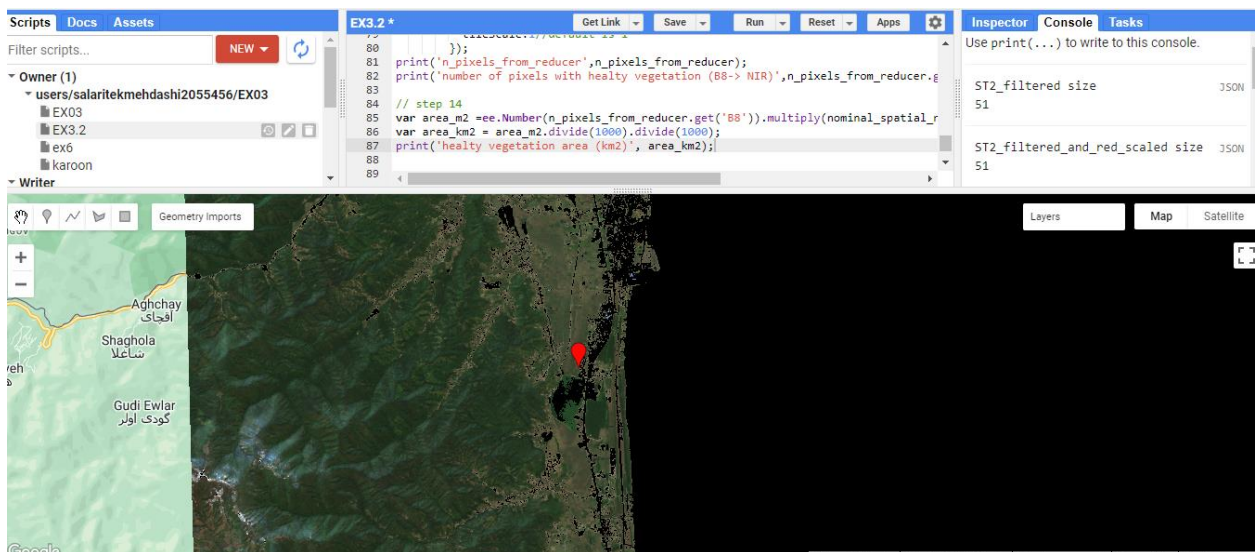 Scripts Docs Assets
Filter scripts...
NEW
Owner (1)
users/salaritekmehdashi2055456/EX03
EX03
EX3.2
ex6
karoon
Writer
EX3.2 *
Get Link
Save
Run
Reset
Apps
80 });
81 print('n_pixels_from_reducer',n_pixels_from_reducer);
82 print('number of pixels with healty vegetation (B8-> NIR)',n_pixels_from_reducer.g
83
84 // step 14
85 var area_m2 =ee.Number(n_pixels_from_reducer.get('B8')).multiply(nominal_spatial_r
86 var area_km2 = area_m2.divide(1000).divide(1000);
87 print('healty vegetation area (km2)', area_km2);
88
89
Inspector Console Tasks
Use print(...) to write to this console.
ST2_filtered size
JSON
51
ST2_filtered_and_red_scaled size
JSON
51
Geometry Imports
Layers
Map
Satellite
+
−
Aghchay
آقچای
Shaghola
شاغلا
Gudi Ewlar
گودی اولر
Google